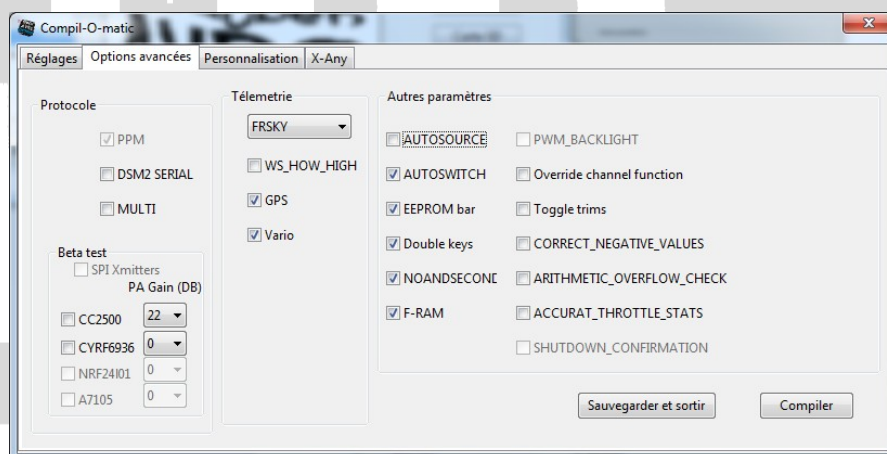 Compil-O-matic
Réglages Options avancées Personnalisation X-Any
Protocole
PPM
DSM2 SERIAL
MULTI
Beta test
SPI Xmitters
PA Gain (DB)
CC2500 22
CYRF6936 0
NRF24l01 0
A7105 0
Télemetrie
FRSKY
WS_HOW_HIGH
GPS
Vario
Autres paramètres
AUTOSOURCE
AUTOSWITCH
EEPROM bar
Double keys
NOANDSECOND
F-RAM
PWM_BACKLIGHT
Override channel function
Toggle trims
CORRECT_NEGATIVE_VALUES
ARITHMETIC_OVERFLOW_CHECK
ACCURAT_THROTTLE_STATS
SHUTDOWN_CONFIRMATION
Sauvegarder et sortir Compiler